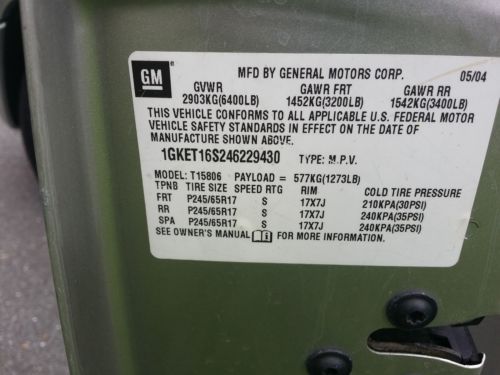 GM
MFD BY GENERAL MOTORS CORP. 05/04
GVWR GAWR FRT GAWR RR
2903KG(6400LB) 1452KG(3200LB) 1542KG(3400LB)
THIS VEHICLE CONFORMS TO ALL APPLICABLE U.S. FEDERAL MOTOR
VEHICLE SAFETY STANDARDS IN EFFECT ON THE DATE OF
MANUFACTURE SHOWN ABOVE.
1GKET16S246229430 TYPE: M.P.V.
MODEL: T15806 PAYLOAD = 577KG(1273LB)
TPNB TIRE SIZE SPEED RTG RIM COLD TIRE PRESSURE
FRT P245/65R17 S 17X7J 210KPA(30PSI)
RR P245/65R17 S 17X7J 240KPA(35PSI)
SPA P245/65R17 S 17X7J 240KPA(35PSI)
SEE OWNER'S MANUAL FOR MORE INFORMATION.